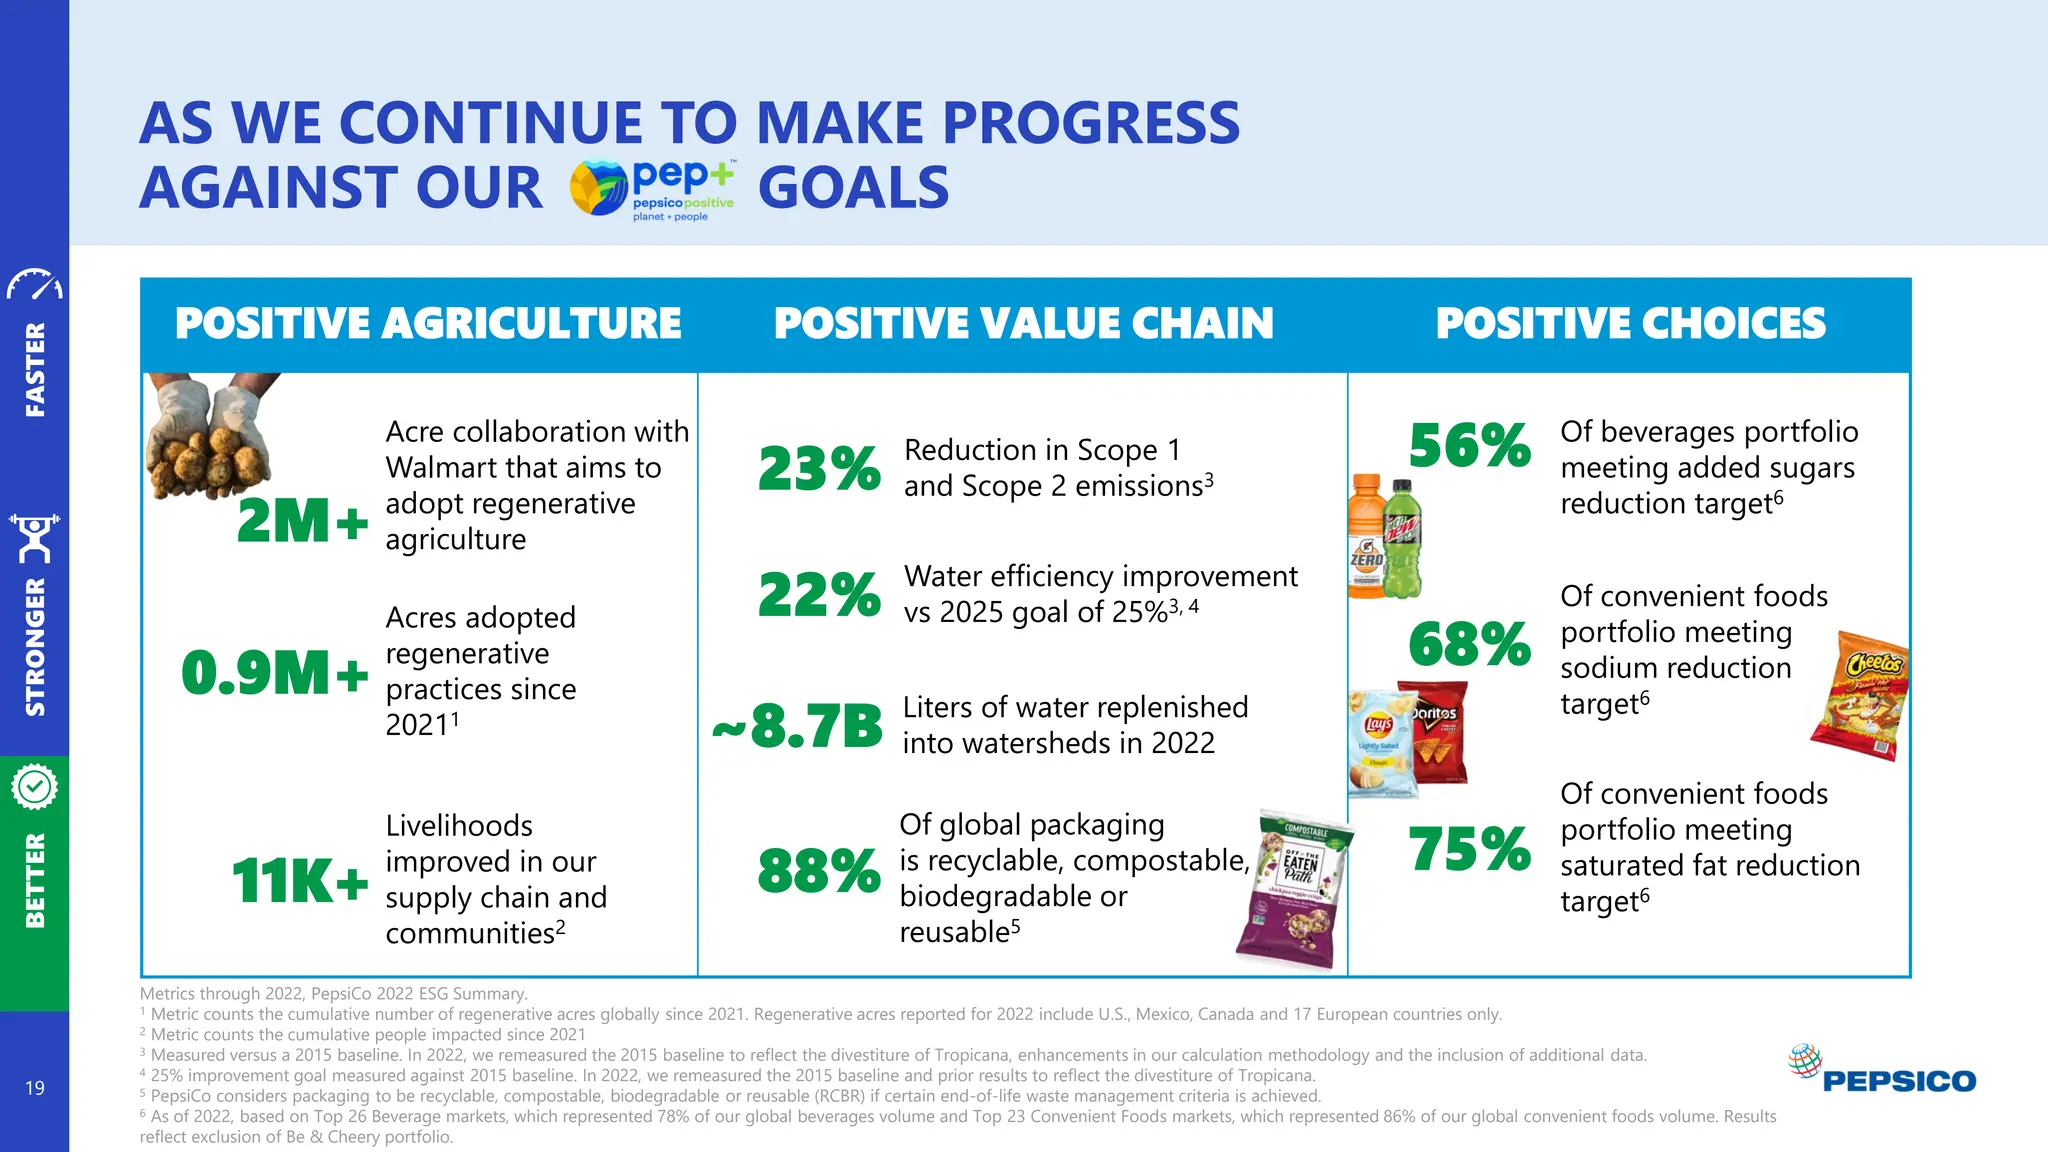 AS WE CONTINUE TO MAKE PROGRESS
AGAINST OUR pep+™ GOALS
pepsicopositive
planet + people
FASTER
STRONGER
BETTER
19
POSITIVE AGRICULTURE
2M+
Acre collaboration with
Walmart that aims to
adopt regenerative
agriculture
0.9M+
Acres adopted
regenerative
practices since
2021¹
11K+
Livelihoods
improved in our
supply chain and
communities²
POSITIVE VALUE CHAIN
23%
Reduction in Scope 1
and Scope 2 emissions³
22%
Water efficiency improvement
vs 2025 goal of 25%³, ⁴
~8.7B
Liters of water replenished
into watersheds in 2022
88%
Of global packaging
is recyclable, compostable,
biodegradable or
reusable⁵
COMPOSTABLE
OFF THE
EATEN
Path
POSITIVE CHOICES
56%
Of beverages portfolio
meeting added sugars
reduction target⁶
ZERO
DEW
68%
Of convenient foods
portfolio meeting
sodium reduction
target⁶
Cheetos
Lay's
Lightly Salted
Classic
Doritos
75%
Of convenient foods
portfolio meeting
saturated fat reduction
target⁶
Metrics through 2022, PepsiCo 2022 ESG Summary.
¹ Metric counts the cumulative number of regenerative acres globally since 2021. Regenerative acres reported for 2022 include U.S., Mexico, Canada and 17 European countries only.
² Metric counts the cumulative people impacted since 2021
³ Measured versus a 2015 baseline. In 2022, we remeasured the 2015 baseline to reflect the divestiture of Tropicana, enhancements in our calculation methodology and the inclusion of additional data.
⁴ 25% improvement goal measured against 2015 baseline. In 2022, we remeasured the 2015 baseline and prior results to reflect the divestiture of Tropicana.
⁵ PepsiCo considers packaging to be recyclable, compostable, biodegradable or reusable (RCBR) if certain end-of-life waste management criteria is achieved.
⁶ As of 2022, based on Top 26 Beverage markets, which represented 78% of our global beverages volume and Top 23 Convenient Foods markets, which represented 86% of our global convenient foods volume. Results
reflect exclusion of Be & Cheery portfolio.
PEPSICO